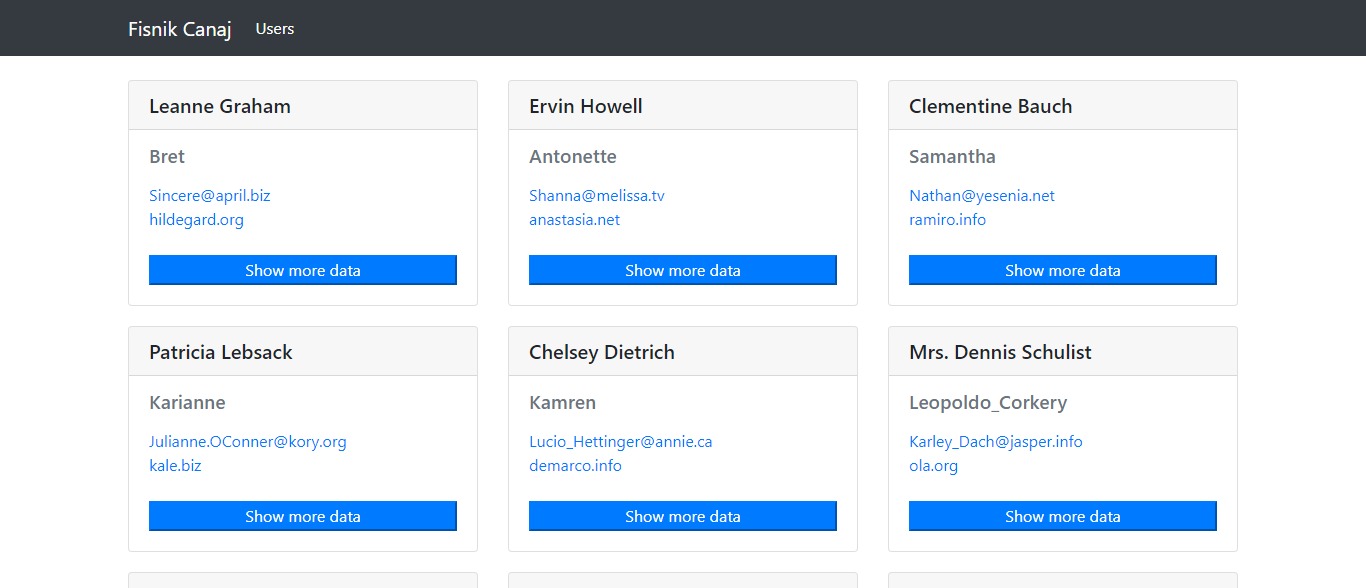 Fisnik Canaj Users
Leanne Graham
Bret
Sincere@april.biz
hildegard.org
Show more data
Ervin Howell
Antonette
Shanna@melissa.tv
anastasia.net
Show more data
Clementine Bauch
Samantha
Nathan@yesenia.net
ramiro.info
Show more data
Patricia Lebsack
Karianne
Julianne.OConner@kory.org
kale.biz
Show more data
Chelsey Dietrich
Kamren
Lucio_Hettinger@annie.ca
demarco.info
Show more data
Mrs. Dennis Schulist
Leopoldo_Corkery
Karley_Dach@jasper.info
ola.org
Show more data